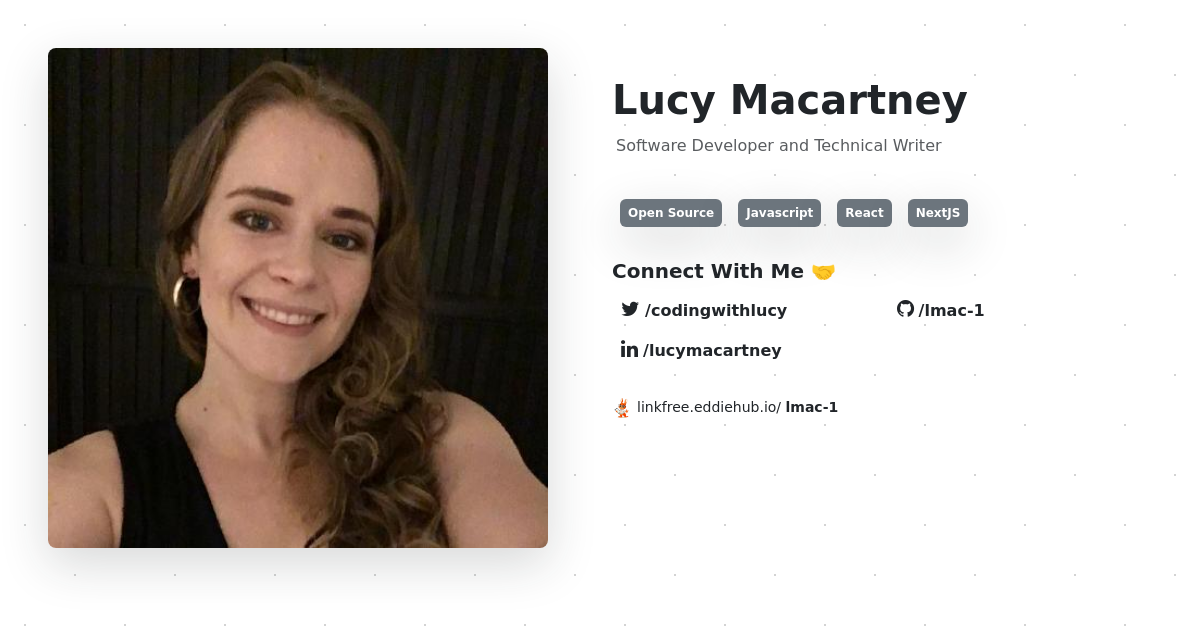 Lucy Macartney
Software Developer and Technical Writer
Open Source Javascript React NextJS
Connect With Me 🤝
/codingwithlucy /lmac-1
/lucymacartney
linkfree.eddiehub.io/ lmac-1